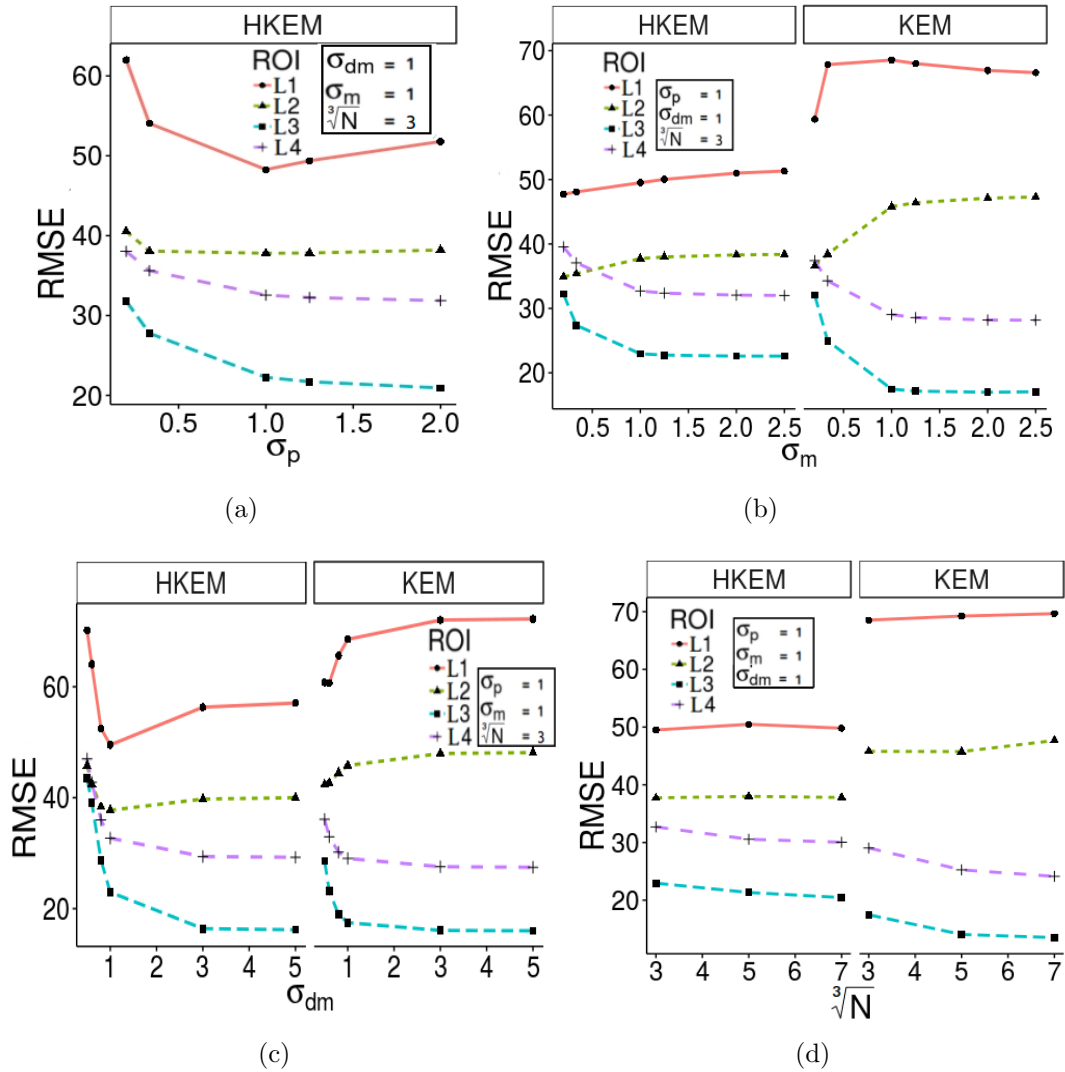 HKEM
60
50
40
30
20
RMSE
ROI
L1
L2
L3
L4
σdm = 1
σm = 1
∛N = 3
0.5 1.0 1.5 2.0
σp
(a)
HKEM KEM
70
60
50
40
30
20
RMSE
ROI
L1
L2
L3
L4
σp = 1
σdm = 1
∛N = 3
0.5 1.0 1.5 2.0 2.5 0.5 1.0 1.5 2.0 2.5
σm
(b)
HKEM KEM
60
40
20
RMSE
ROI
L1
L2
L3
L4
σp = 1
σm = 1
∛N = 3
1 2 3 4 5 1 2 3 4 5
σdm
(c)
HKEM KEM
70
60
50
40
30
20
RMSE
ROI
L1
L2
L3
L4
σp = 1
σm = 1
σdm = 1
3 4 5 6 7 3 4 5 6 7
∛N
(d)